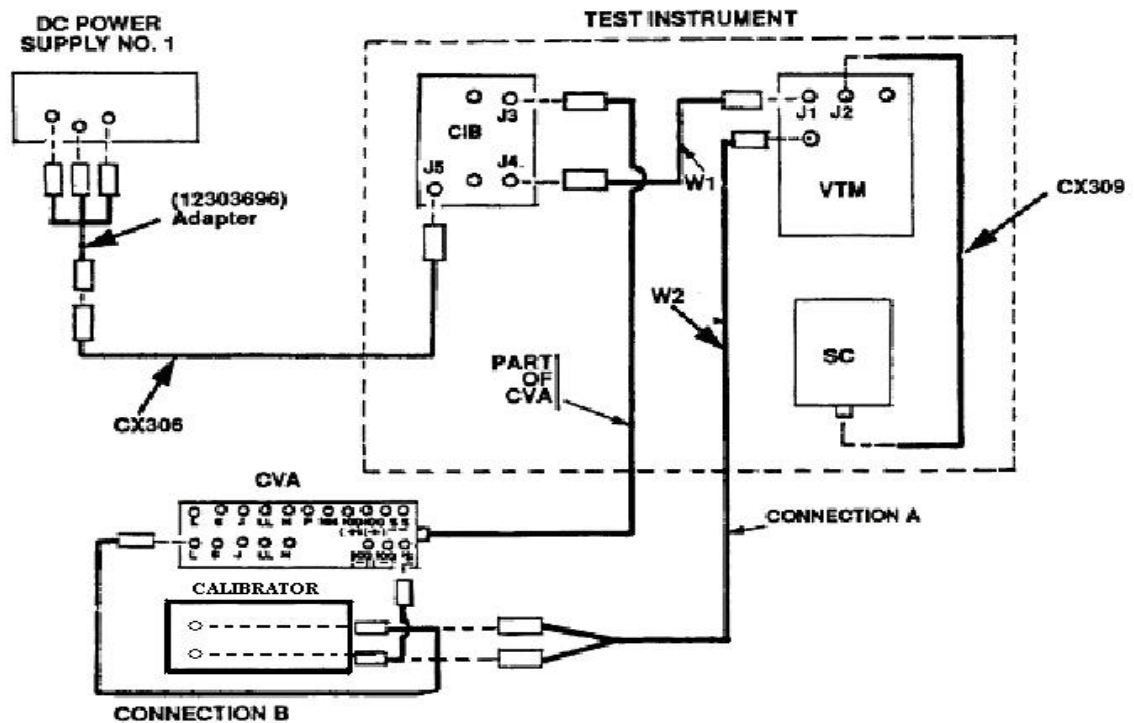 TEST INSTRUMENT
DC POWER
SUPPLY NO. 1
J3
CIB
J4
J5
J1 J2
VTM
W1
CX309
(12303696)
Adapter
W2
SC
PART
OF
CVA
CX306
CVA
CONNECTION A
CALIBRATOR
CONNECTION B